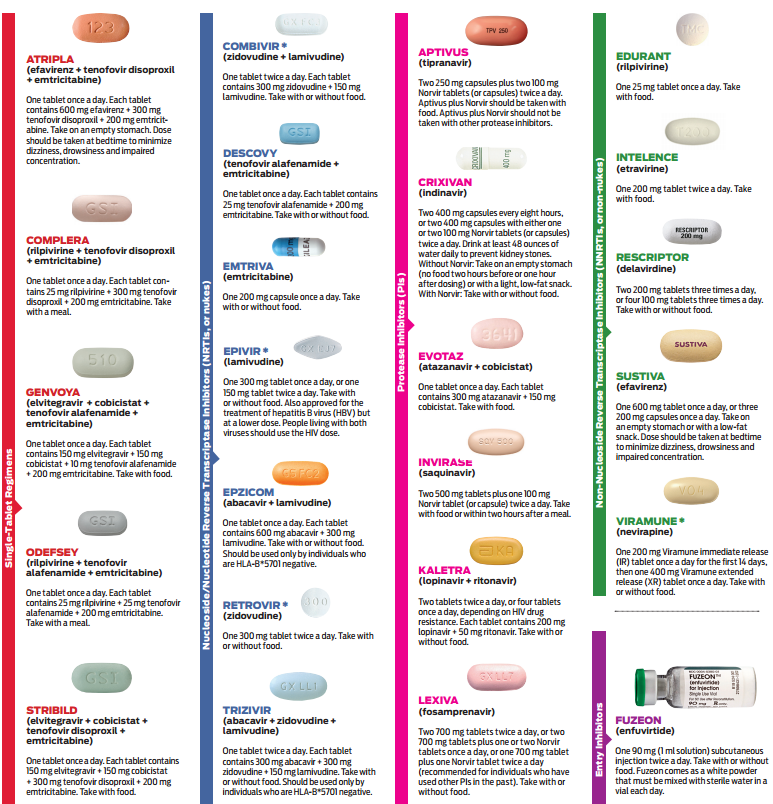 Single-Tablet Regimens
123
ATRIPLA
(efavirenz + tenofovir disoproxil
+ emtricitabine)
One tablet once a day. Each tablet
contains 600 mg efavirenz + 300 mg
tenofovir disoproxil + 200 mg emtricit-
abine. Take on an empty stomach. Dose
should be taken at bedtime to minimize
dizziness, drowsiness and impaired
concentration.
GSI
COMPLERA
(rilpivirine + tenofovir disoproxil
+ emtricitabine)
One tablet once a day. Each tablet con-
tains 25 mg rilpivirine + 300 mg tenofovir
disoproxil + 200 mg emtricitabine. Take
with a meal.
510
GENVOYA
(elvitegravir + cobicistat +
tenofovir alafenamide +
emtricitabine)
One tablet once a day. Each tablet
contains 150 mg elvitegravir + 150 mg
cobicistat + 10 mg tenofovir alafenamide
+ 200 mg emtricitabine. Take with food.
GSI
ODEFSEY
(rilpivirine + tenofovir
alafenamide + emtricitabine)
One tablet once a day. Each tablet
contains 25 mg rilpivirine + 25 mg tenofovir
alafenamide + 200 mg emtricitabine.
Take with a meal.
GSI
STRIBILD
(elvitegravir + cobicistat +
tenofovir disoproxil +
emtricitabine)
One tablet once a day. Each tablet contains
150 mg elvitegravir + 150 mg cobicistat
+ 300 mg tenofovir disoproxil + 200 mg
emtricitabine. Take with food.
Nucleoside/Nucleotide Reverse Transcriptase Inhibitors (NRTIs, or nukes)
COMBIVIR *
(zidovudine + lamivudine)
One tablet twice a day. Each tablet
contains 300 mg zidovudine + 150 mg
lamivudine. Take with or without food.
GSI
DESCOVY
(tenofovir alafenamide +
emtricitabine)
One tablet once a day. Each tablet contains
25 mg tenofovir alafenamide + 200 mg
emtricitabine. Take with or without food.
EMTRIVA
(emtricitabine)
One 200 mg capsule once a day. Take
with or without food.
EPIVIR *
(lamivudine)
One 300 mg tablet once a day, or one
150 mg tablet twice a day. Take with
or without food. Also approved for the
treatment of hepatitis B virus (HBV) but
at a lower dose. People living with both
viruses should use the HIV dose.
GS FC2
EPZICOM
(abacavir + lamivudine)
One tablet once a day. Each tablet
contains 600 mg abacavir + 300 mg
lamivudine. Take with or without food.
Should be used only by individuals who
are HLA-B*5701 negative.
300
RETROVIR *
(zidovudine)
One 300 mg tablet twice a day. Take with
or without food.
GX LL1
TRIZIVIR
(abacavir + zidovudine +
lamivudine)
One tablet twice a day. Each tablet
contains 300 mg abacavir + 300 mg
zidovudine + 150 mg lamivudine. Take with
or without food. Should be used only by
individuals who are HLA-B*5701 negative.
Protease Inhibitors (PIs)
TPV 250
APTIVUS
(tipranavir)
Two 250 mg capsules plus two 100 mg
Norvir tablets (or capsules) twice a day.
Aptivus plus Norvir should be taken with
food. Aptivus plus Norvir should not be
taken with other protease inhibitors.
400 mg
CRIXIVAN
(indinavir)
Two 400 mg capsules every eight hours,
or two 400 mg capsules with either one
or two 100 mg Norvir tablets (or capsules)
twice a day. Drink at least 48 ounces of
water daily to prevent kidney stones.
Without Norvir: Take on an empty stomach
(no food two hours before or one hour
after dosing) or with a light, low-fat snack.
With Norvir: Take with or without food.
3641
EVOTAZ
(atazanavir + cobicistat)
One tablet once a day. Each tablet
contains 300 mg atazanavir + 150 mg
cobicistat. Take with food.
SQV 500
INVIRASE
(saquinavir)
Two 500 mg tablets plus one 100 mg
Norvir tablet (or capsule) twice a day. Take
with food or within two hours after a meal.
KA
KALETRA
(lopinavir + ritonavir)
Two tablets twice a day, or four tablets
once a day, depending on HIV drug
resistance. Each tablet contains 200 mg
lopinavir + 50 mg ritonavir. Take with or
without food.
GX LL7
LEXIVA
(fosamprenavir)
Two 700 mg tablets twice a day, or two
700 mg tablets plus one or two Norvir
tablets once a day, or one 700 mg tablet
plus one Norvir tablet twice a day
(recommended for individuals who have
used other PIs in the past). Take with or
without food.
Non-Nucleoside Reverse Transcriptase Inhibitors (NNRTIs, or non-nukes)
TMC
EDURANT
(rilpivirine)
One 25 mg tablet once a day. Take
with food.
INTELENCE
(etravirine)
One 200 mg tablet twice a day. Take
with food.
RESCRIPTOR
200 mg
RESCRIPTOR
(delavirdine)
Two 200 mg tablets three times a day,
or four 100 mg tablets three times a day.
Take with or without food.
SUSTIVA
SUSTIVA
(efavirenz)
One 600 mg tablet once a day, or three
200 mg capsules once a day. Take on
an empty stomach or with a low-fat
snack. Dose should be taken at bedtime
to minimize dizziness, drowsiness and
impaired concentration.
VIRAMUNE *
(nevirapine)
One 200 mg Viramune immediate release
(IR) tablet once a day for the first 14 days,
then one 400 mg Viramune extended
release (XR) tablet once a day. Take with
or without food.
Entry Inhibitors
FUZEON™
(enfuvirtide)
for Injection
Single Use Vial
90 mg
FUZEON
(enfuvirtide)
One 90 mg (1 ml solution) subcutaneous
injection twice a day. Take with or without
food. Fuzeon comes as a white powder
that must be mixed with sterile water in a
vial each day.